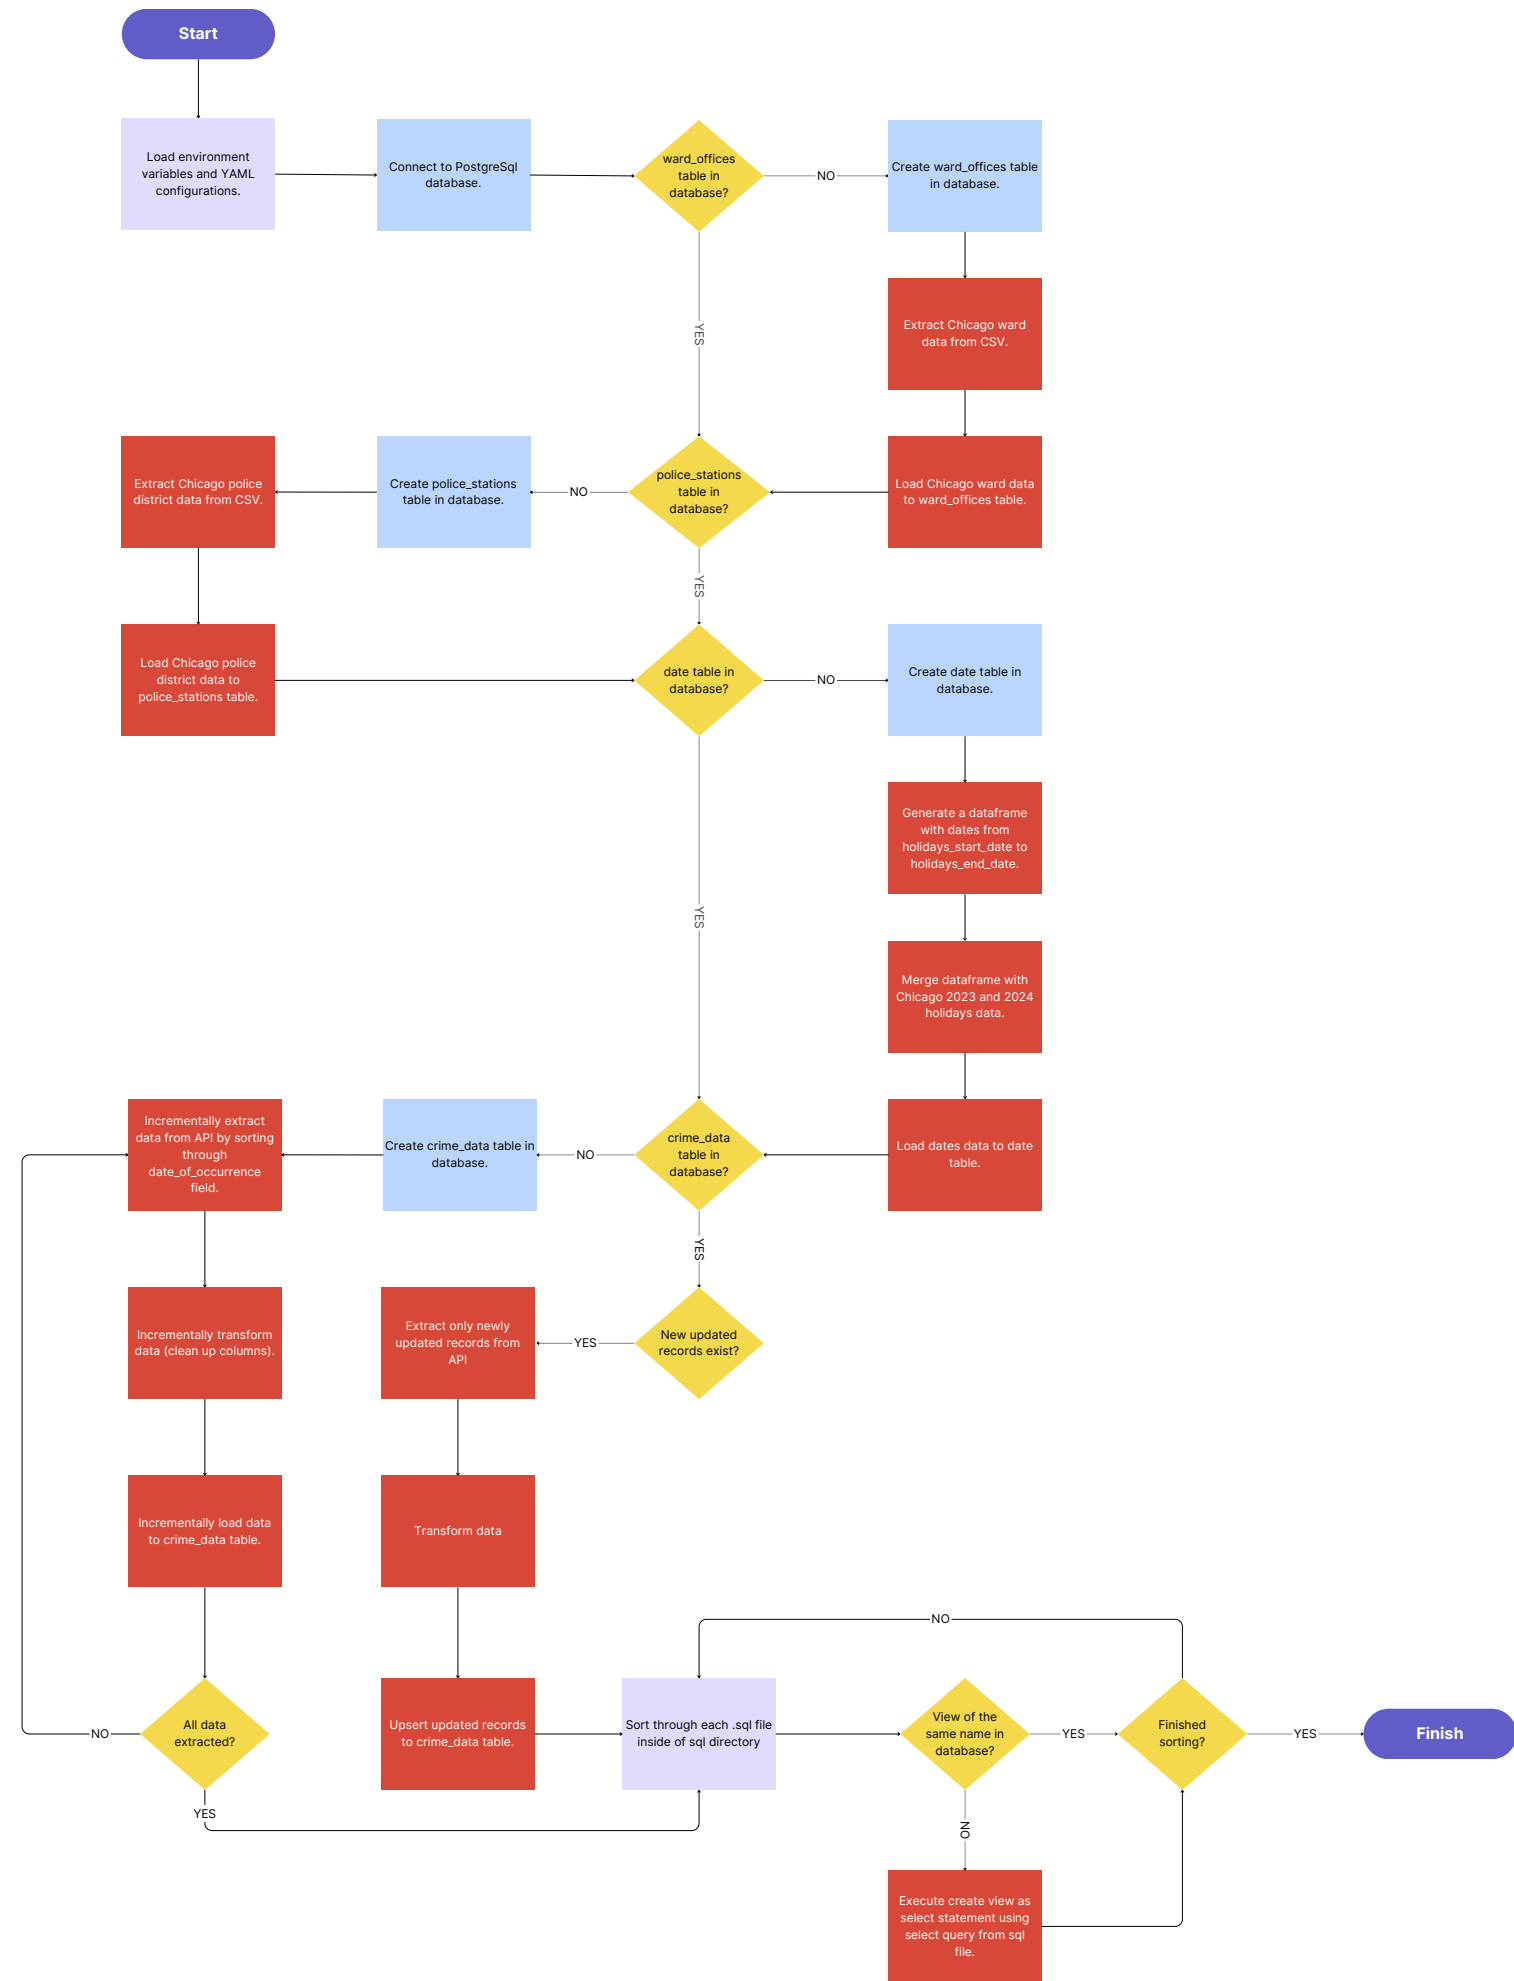 Start
Load environment
variables and YAML
configurations.
Connect to PostgreSql
database.
ward_offices
table in
database?
NO
Create ward_offices table
in database.
YES
Extract Chicago ward
data from CSV.
Extract Chicago police
district data from CSV.
Create police_stations
table in database.
NO
police_stations
table in
database?
Load Chicago ward data
to ward_offices table.
YES
Load Chicago police
district data to
police_stations table.
date table in
database?
NO
Create date table in
database.
Generate a dataframe
with dates from
holidays_start_date to
holidays_end_date.
YES
Merge dataframe with
Chicago 2023 and 2024
holidays data.
Incrementally extract
data from API by sorting
through
date_of_occurrence
field.
Create crime_data table in
database.
NO
crime_data
table in
database?
Load dates data to date
table.
YES
Incrementally transform
data (clean up columns).
Extract only newly
updated records from
API
YES
New updated
records exist?
Incrementally load data
to crime_data table.
Transform data
NO
NO
All data
extracted?
Upsert updated records
to crime_data table.
Sort through each .sql file
inside of sql directory
View of the
same name in
database?
YES
Finished
sorting?
YES
Finish
YES
NO
Execute create view as
select statement using
select query from sql
file.